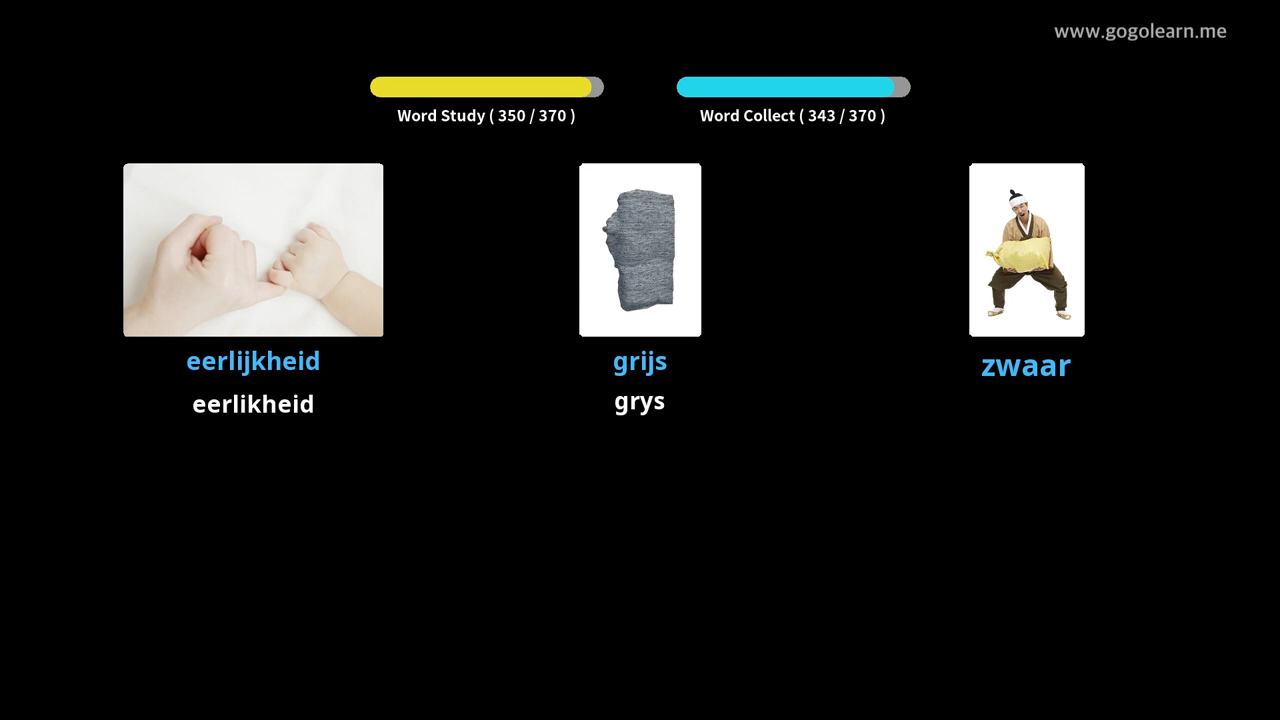 www.gogolearn.me
Word Study ( 350 / 370 )
Word Collect ( 343 / 370 )
eerlijkheid
eerlikheid
grijs
grys
zwaar